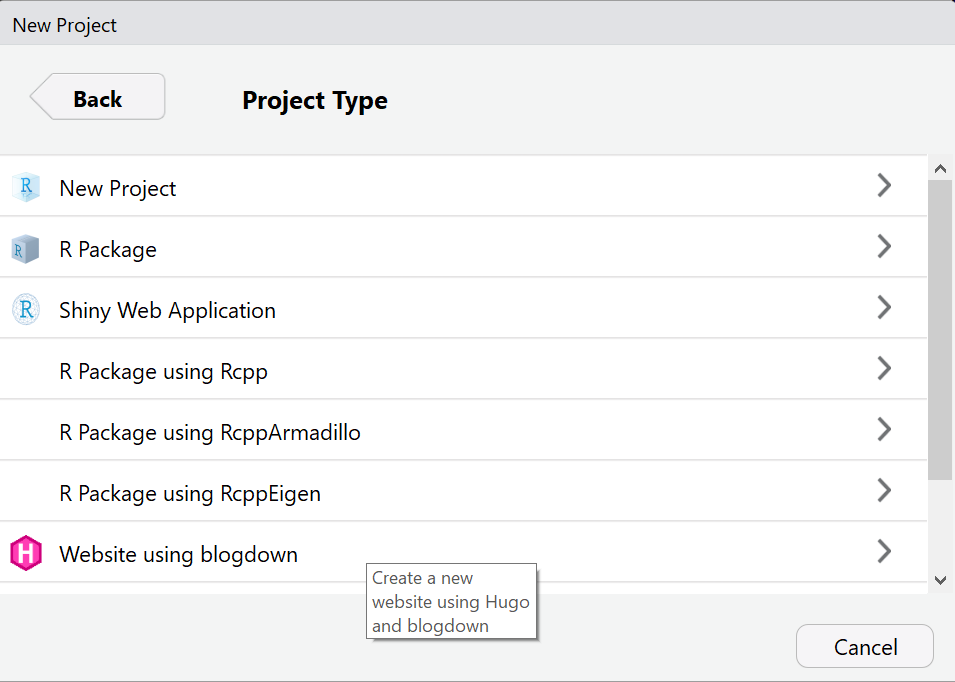 New Project
Back
Project Type
R New Project
R R Package
R Shiny Web Application
R Package using Rcpp
R Package using RcppArmadillo
R Package using RcppEigen
H Website using blogdown
Create a new
website using Hugo
and blogdown
Cancel